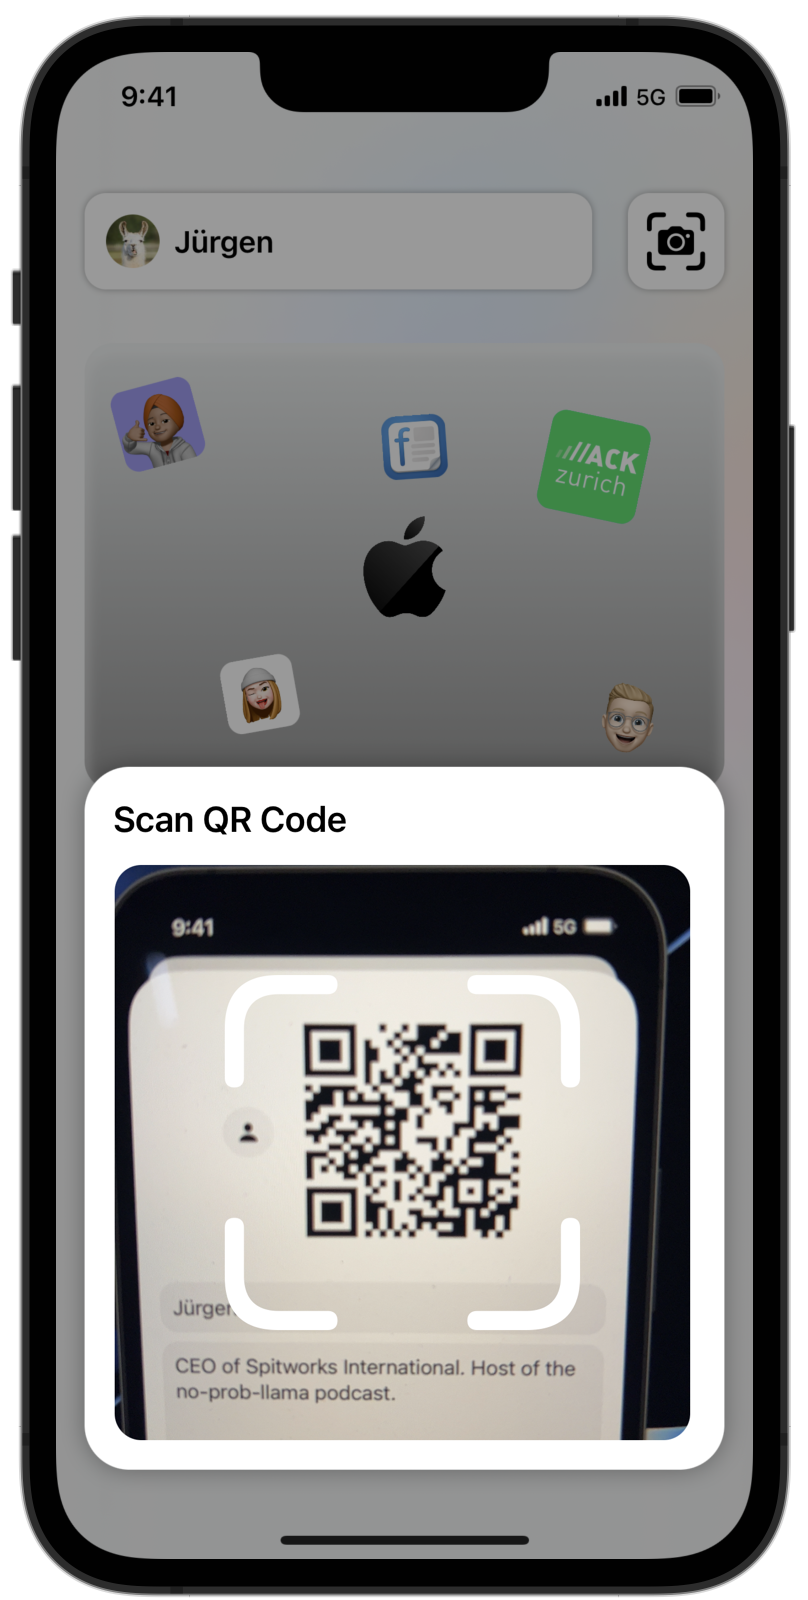 9:41
5G
Jürgen
f
///ACK
zurich
Scan QR Code
9:41
5G
Jürgen
CEO of Spitworks International. Host of the
no-prob-llama podcast.